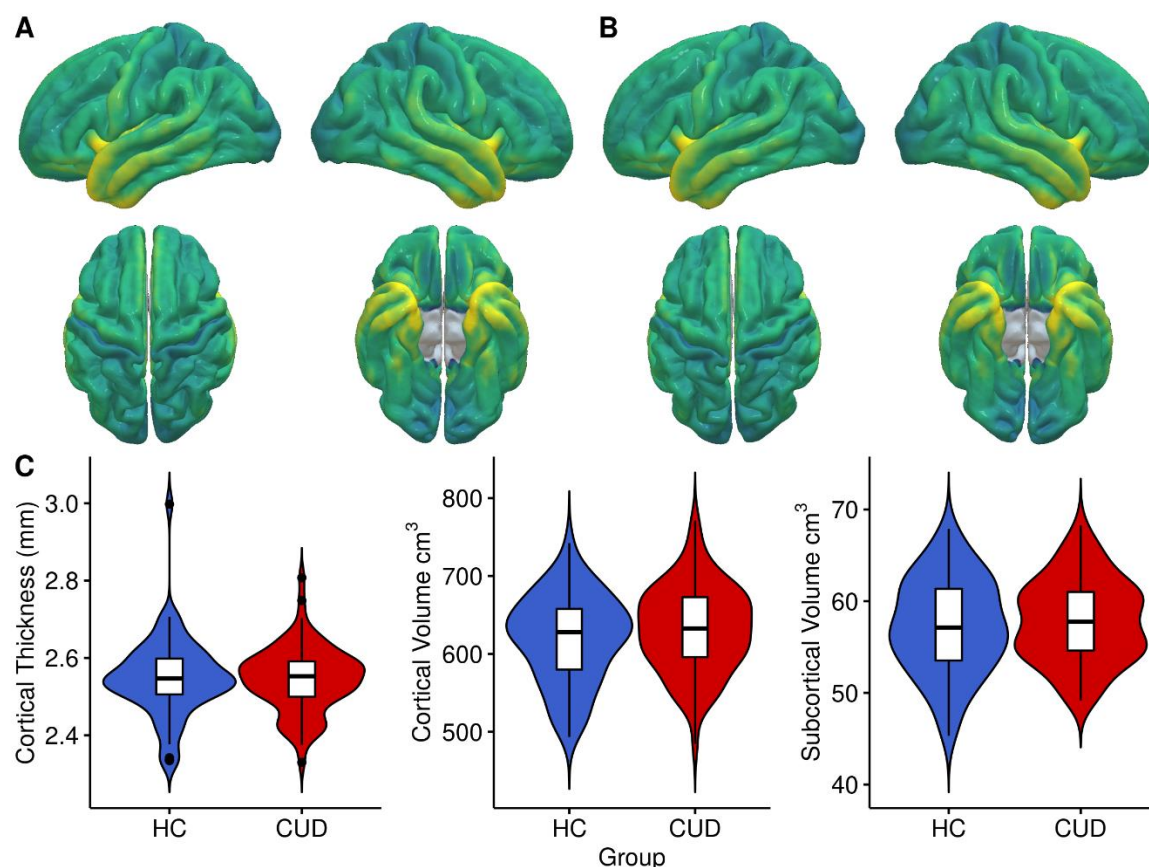 A
B
C
Cortical Thickness (mm)
3.0
2.8
2.6
2.4
HC
CUD
Cortical Volume cm³
800
700
600
500
HC
CUD
Group
Subcortical Volume cm³
70
60
50
40
HC
CUD